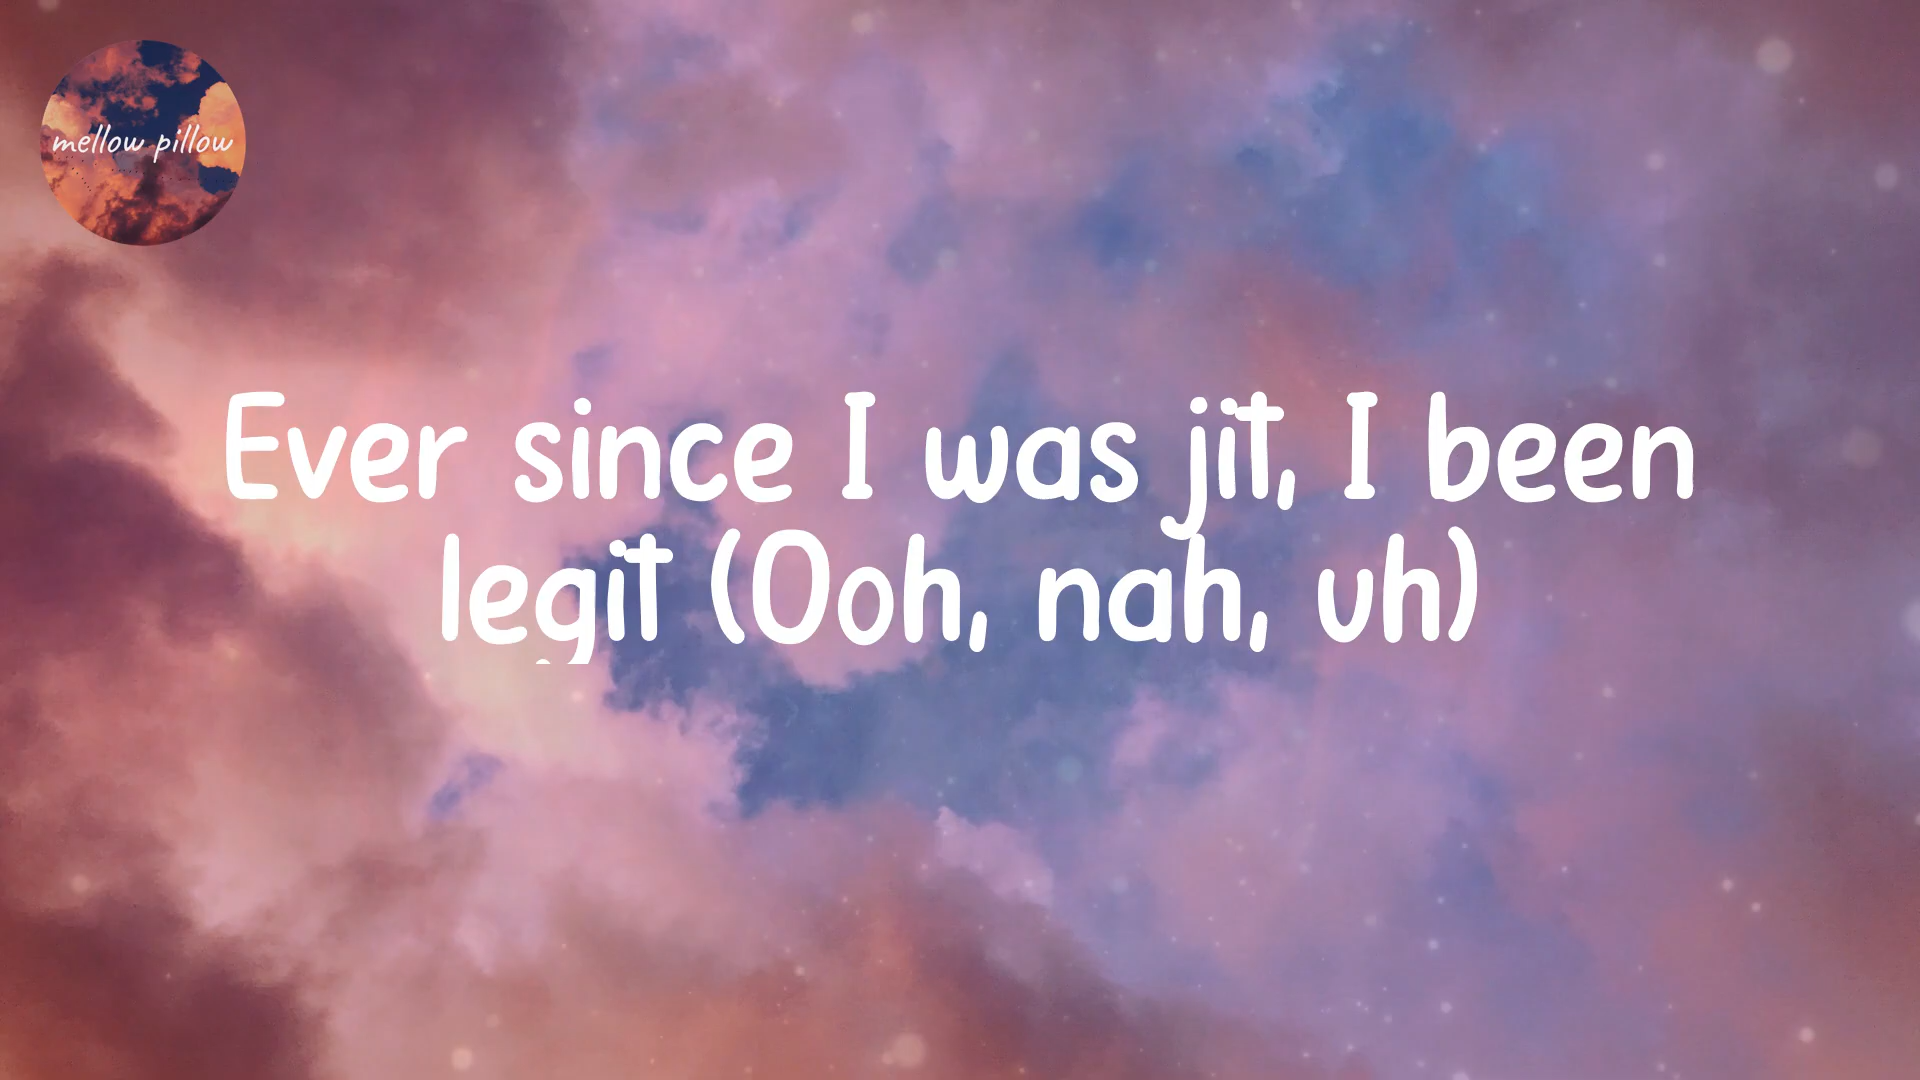 mellow pillow
Ever since I was jit, I been
legit (Ooh, nah, uh)